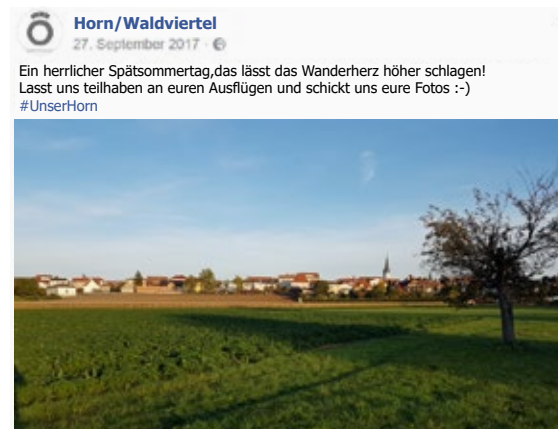 Horn/Waldviertel
27. September 2017 ·
Ein herrlicher Spätsommertag,das lässt das Wanderherz höher schlagen!
Lasst uns teilhaben an euren Ausflügen und schickt uns eure Fotos :-)
#UnserHorn